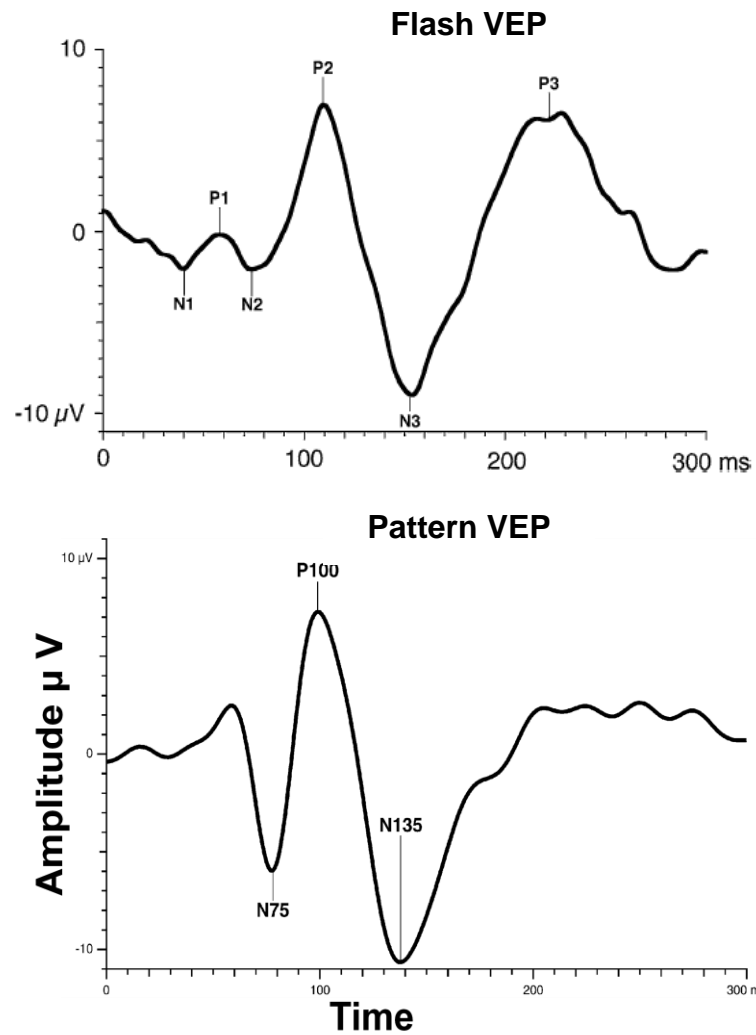 Flash VEP
10
P2
P3
P1
0
N1
N2
-10 µV
N3
0
100
200
300 ms
Pattern VEP
10 µV
P100
0
N135
N75
-10
Amplitude µ V
0
100
200
300 m
Time